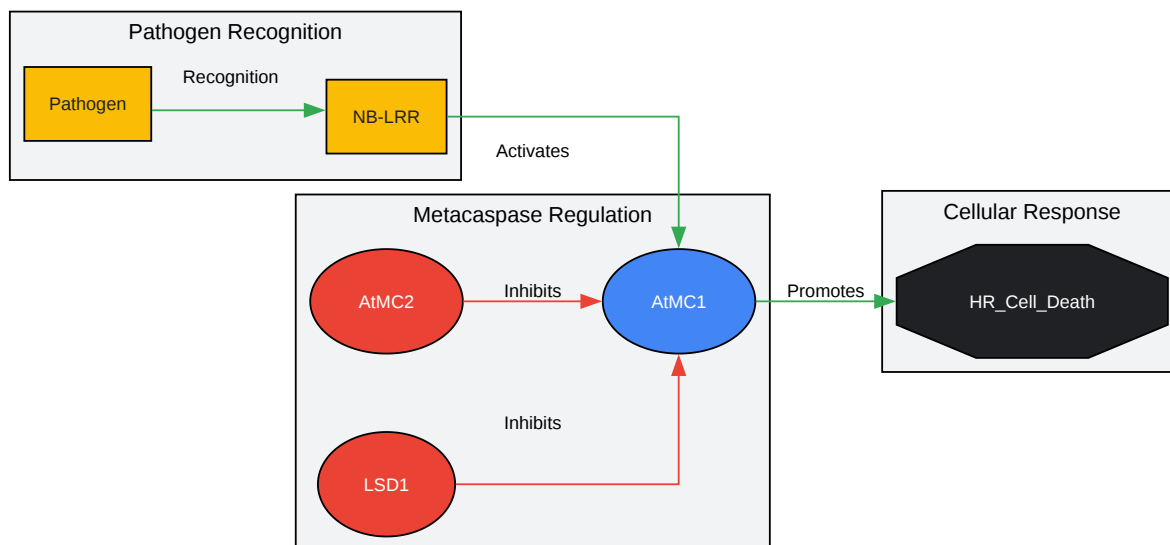 Pathogen Recognition
Recognition
Pathogen
NB-LRR
Activates
Metacaspase Regulation
Cellular Response
AtMC2
Inhibits
AtMC1
Promotes
HR_Cell_Death
Inhibits
LSD1